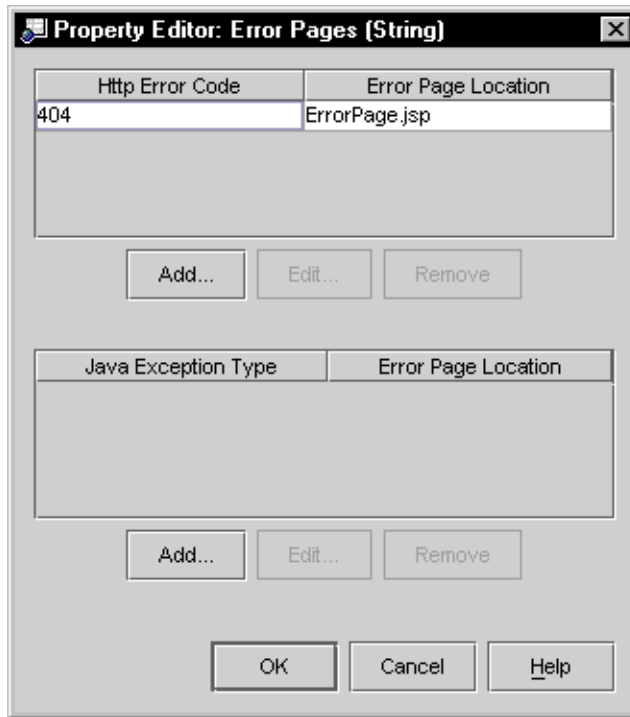 Property Editor: Error Pages (String)
Http Error Code Error Page Location
404 ErrorPage.jsp
Add... Edit... Remove
Java Exception Type Error Page Location
Add... Edit... Remove
OK Cancel Help